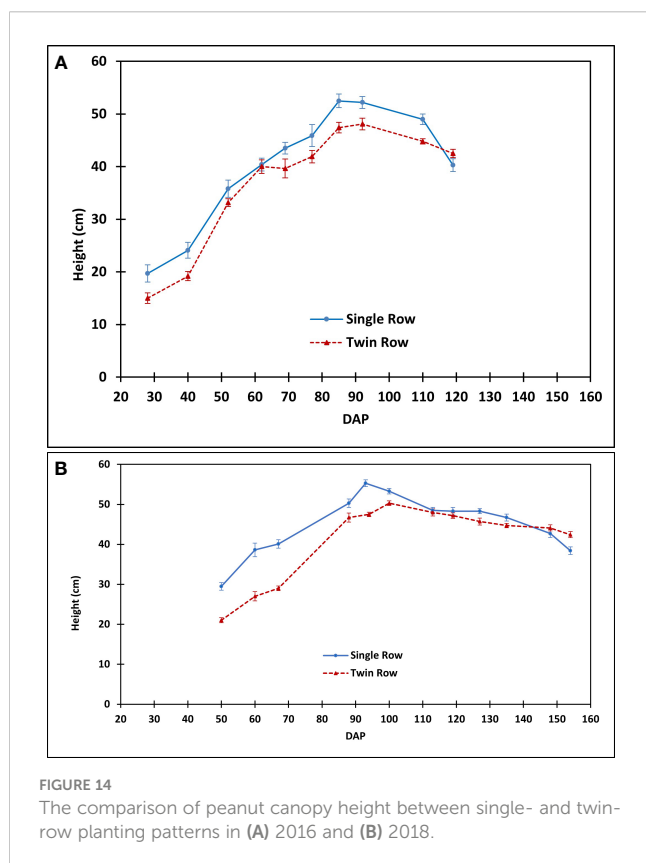 A
60
50
40
30
20
10
0
Height (cm)
Single Row
Twin Row
20 30 40 50 60 70 80 90 100 110 120 130 140 150 160
DAP
B
60
50
40
30
20
10
0
Height (cm)
Single Row
Twin Row
20 30 40 50 60 70 80 90 100 110 120 130 140 150 160
DAP
FIGURE 14
The comparison of peanut canopy height between single- and twin-
row planting patterns in (A) 2016 and (B) 2018.